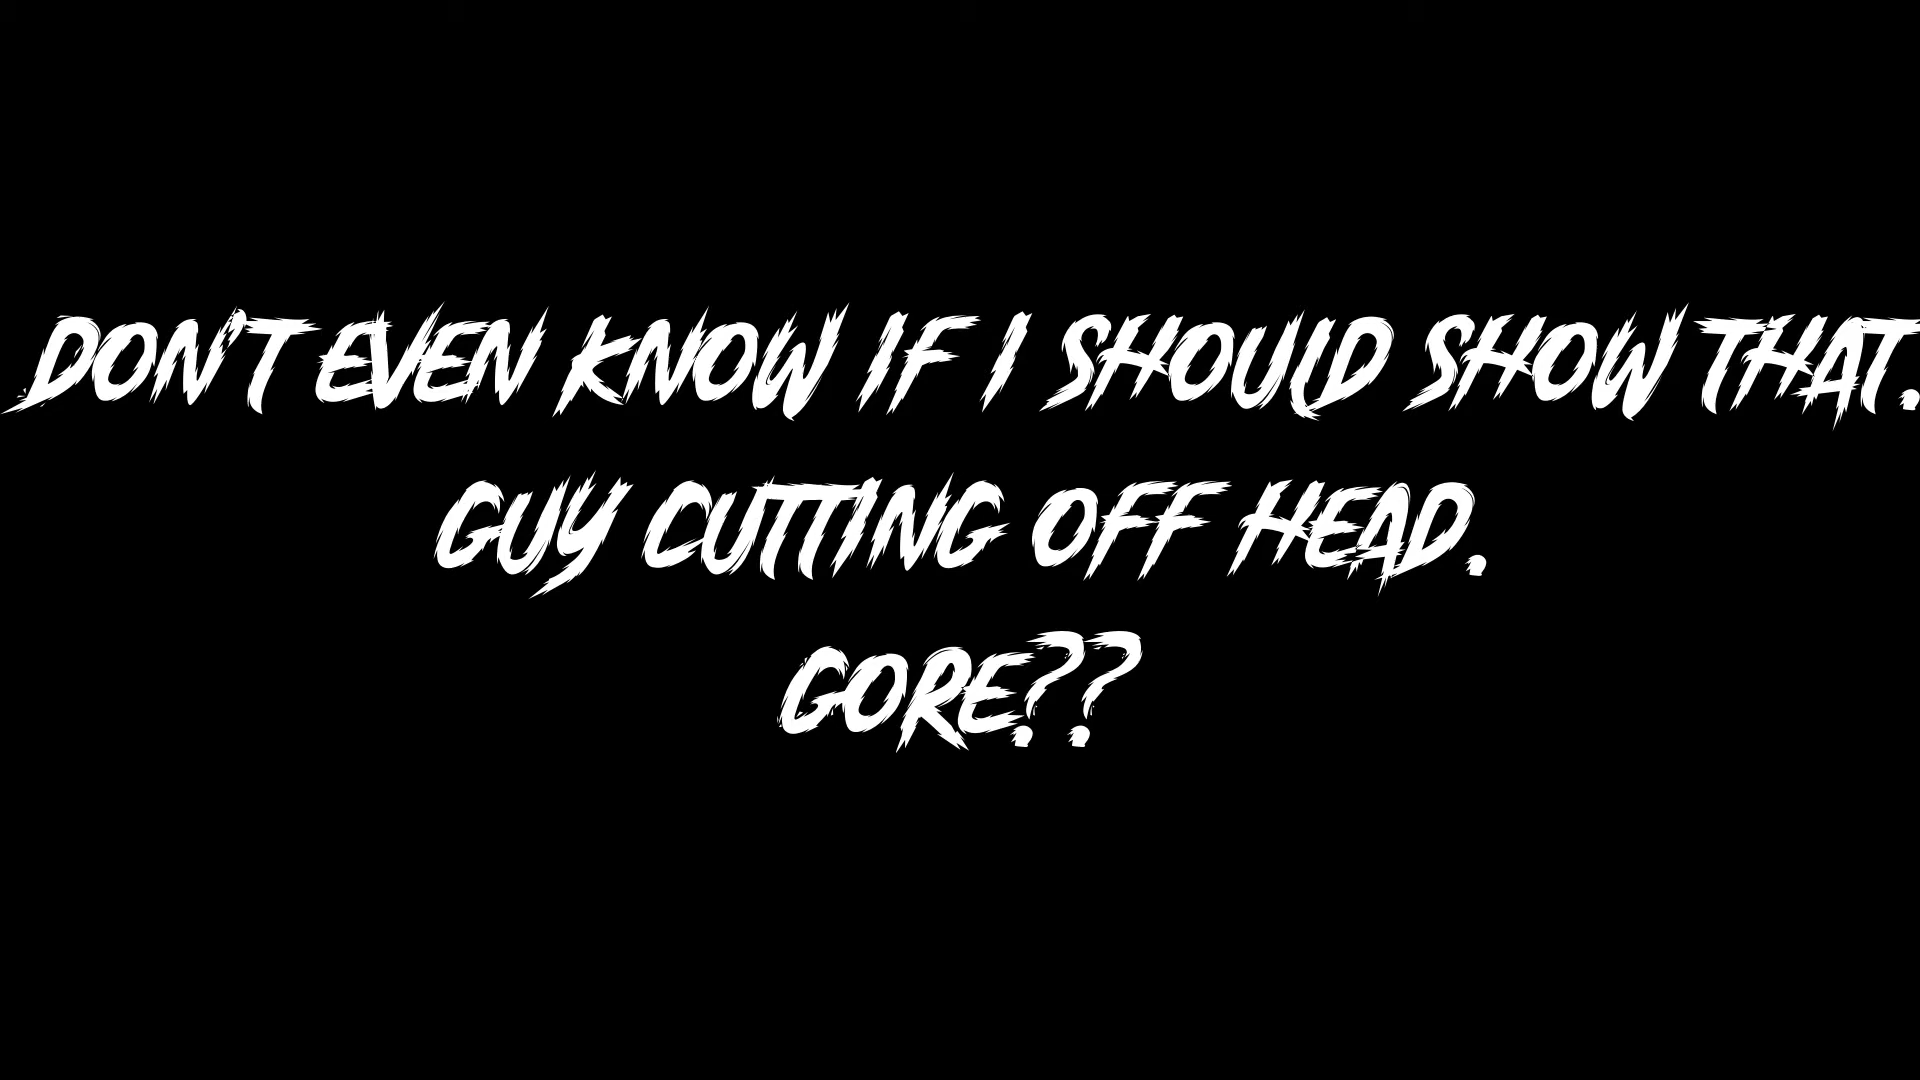 DON'T EVEN KNOW IF I SHOULD SHOW THAT.
GUY CUTTING OFF HEAD.
GORE??